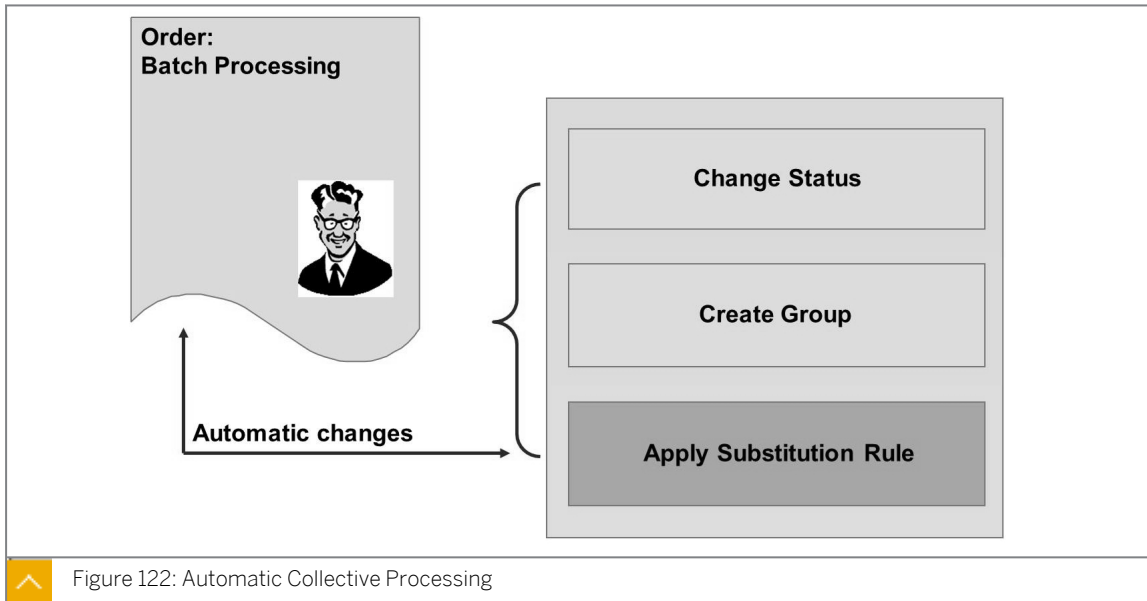 Order:
Batch Processing
Change Status
Create Group
Automatic changes
Apply Substitution Rule
Figure 122: Automatic Collective Processing